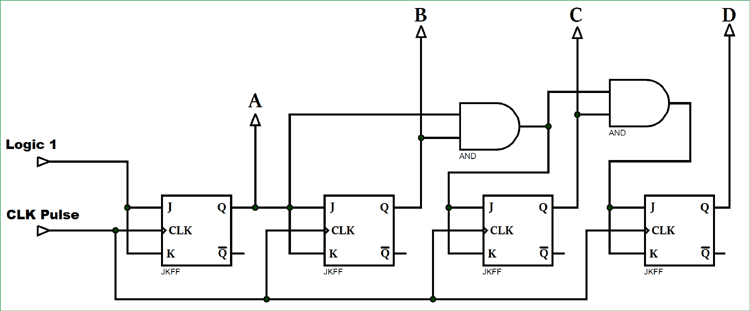 B
C
D
A
AND
AND
Logic 1
CLK Pulse
J Q
CLK
K Q̅
JKFF
J Q
CLK
K Q̅
JKFF
J Q
CLK
K Q̅
JKFF
J Q
CLK
K Q̅
JKFF